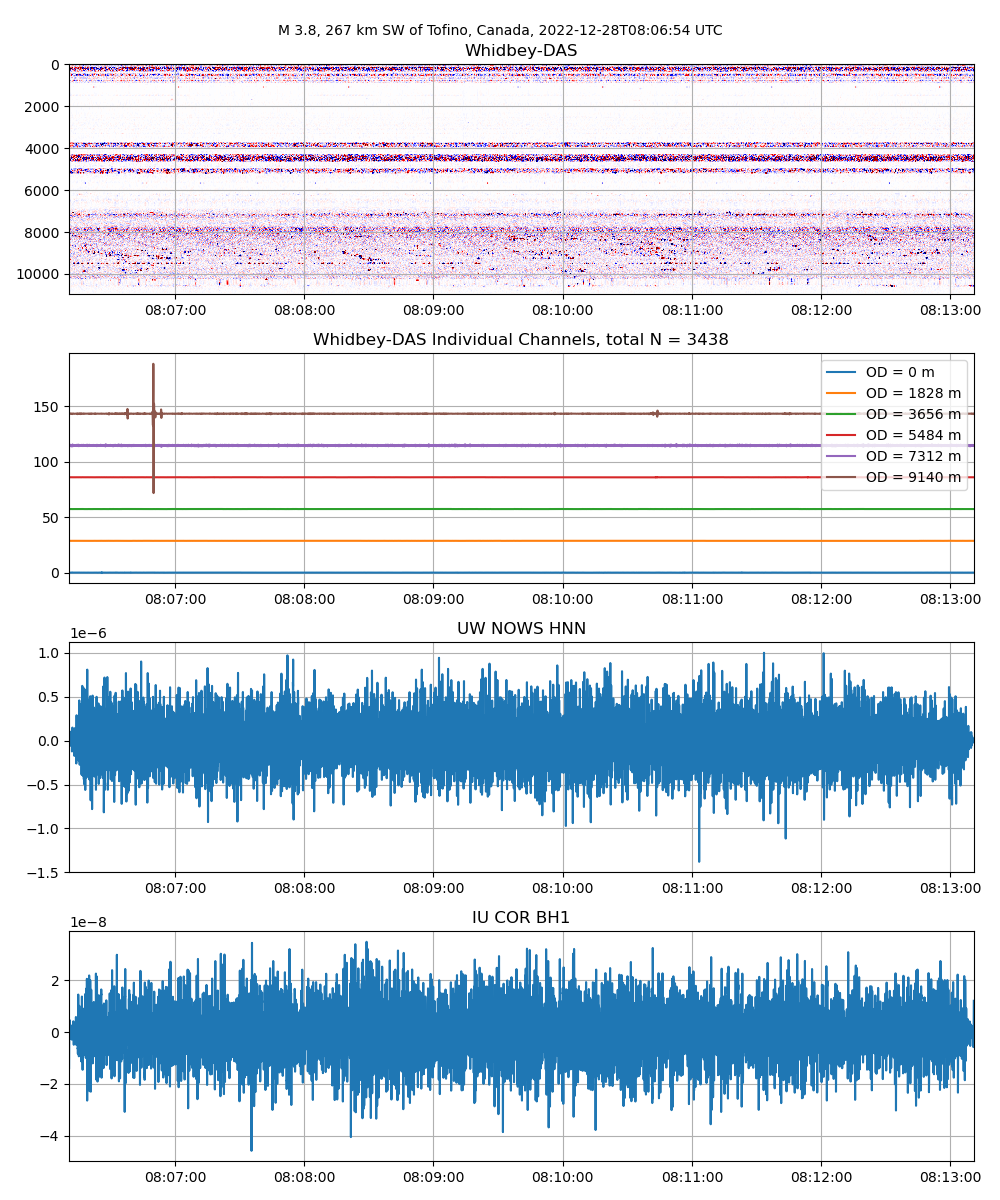 M 3.8, 267 km SW of Tofino, Canada, 2022-12-28T08:06:54 UTC
Whidbey-DAS
0
2000
4000
6000
8000
10000
08:07:00 08:08:00 08:09:00 08:10:00 08:11:00 08:12:00 08:13:00
Whidbey-DAS Individual Channels, total N = 3438
150
100
50
0
OD = 0 m
OD = 1828 m
OD = 3656 m
OD = 5484 m
OD = 7312 m
OD = 9140 m
08:07:00 08:08:00 08:09:00 08:10:00 08:11:00 08:12:00 08:13:00
1e−6
UW NOWS HNN
1.0
0.5
0.0
−0.5
−1.0
−1.5
08:07:00 08:08:00 08:09:00 08:10:00 08:11:00 08:12:00 08:13:00
1e−8
IU COR BH1
2
0
−2
−4
08:07:00 08:08:00 08:09:00 08:10:00 08:11:00 08:12:00 08:13:00